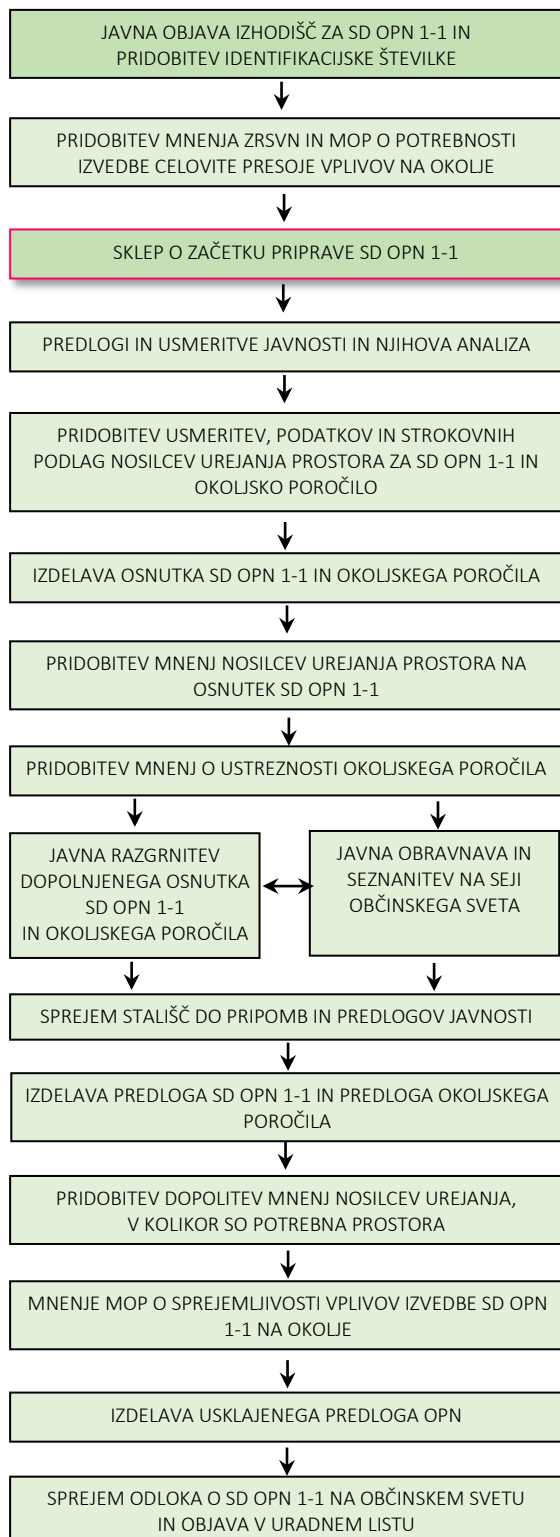 JAVNA OBJAVA IZHODIŠČ ZA SD OPN 1-1 IN
PRIDOBITEV IDENTIFIKACIJSKE ŠTEVILKE
PRIDOBITEV MNENJA ZRSVN IN MOP O POTREBNOSTI
IZVEDBE CELOVITE PRESOJE VPLIVOV NA OKOLJE
SKLEP O ZAČETKU PRIPRAVE SD OPN 1-1
PREDLOGI IN USMERITVE JAVNOSTI IN NJIHOVA ANALIZA
PRIDOBITEV USMERITEV, PODATKOV IN STROKOVNIH
PODLAG NOSILCEV UREJANJA PROSTORA ZA SD OPN 1-1 IN
OKOLJSKO POROČILO
IZDELAVA OSNUTKA SD OPN 1-1 IN OKOLJSKEGA POROČILA
PRIDOBITEV MNENJ NOSILCEV UREJANJA PROSTORA NA
OSNUTEK SD OPN 1-1
PRIDOBITEV MNENJ O USTREZNOSTI OKOLJSKEGA POROČILA
JAVNA RAZGRNITEV
DOPOLNJENEGA OSNUTKA
SD OPN 1-1
IN OKOLJSKEGA POROČILA
JAVNA OBRAVNAVA IN
SEZNANITEV NA SEJI
OBČINSKEGA SVETA
SPREJEM STALIŠČ DO PRIPOMB IN PREDLOGOV JAVNOSTI
IZDELAVA PREDLOGA SD OPN 1-1 IN PREDLOGA OKOLJSKEGA
POROČILA
PRIDOBITEV DOPOLITEV MNENJ NOSILCEV UREJANJA,
V KOLIKOR SO POTREBNA PROSTORA
MNENJE MOP O SPREJEMLJIVOSTI VPLIVOV IZVEDBE SD OPN
1-1 NA OKOLJE
IZDELAVA USKLAJENEGA PREDLOGA OPN
SPREJEM ODLOKA O SD OPN 1-1 NA OBČINSKEM SVETU
IN OBJAVA V URADNEM LISTU